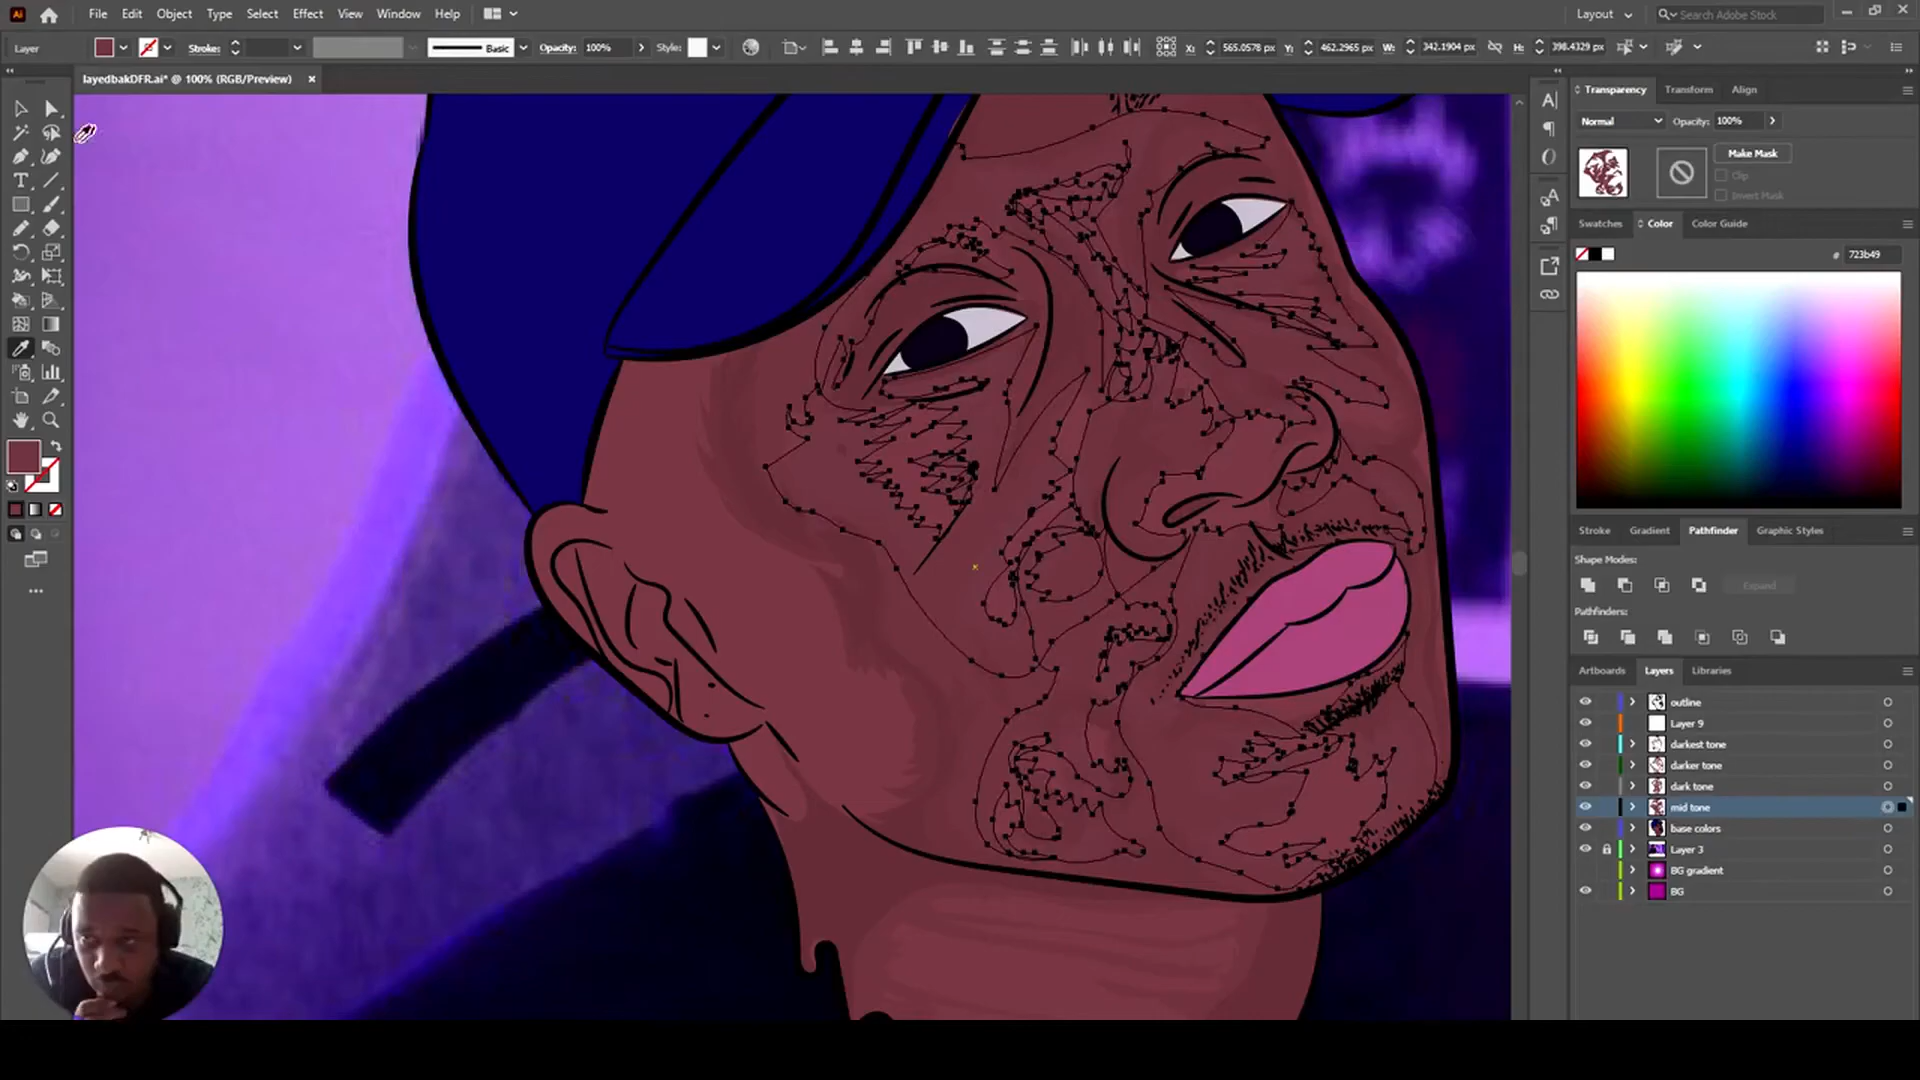 Ai File Edit Object Type Select Effect View Window Help Layout Search Adobe Stock
Layer Stroke: Basic Opacity: 100% Style: X: 565.0578 px Y: 462.2965 px W: 342.1904 px H: 398.4329 px
layedbakDFR.ai* @ 100% (RGB/Preview) ×
Transparency Transform Align
Normal Opacity: 100%
Make Mask
Clip
Invert Mask
Swatches Color Color Guide
# 723b49
Stroke Gradient Pathfinder Graphic Styles
Shape Modes:
Expand
Pathfinders:
Artboards Layers Libraries
outline
Layer 9
darkest tone
darker tone
dark tone
mid tone
base colors
Layer 3
BG gradient
BG